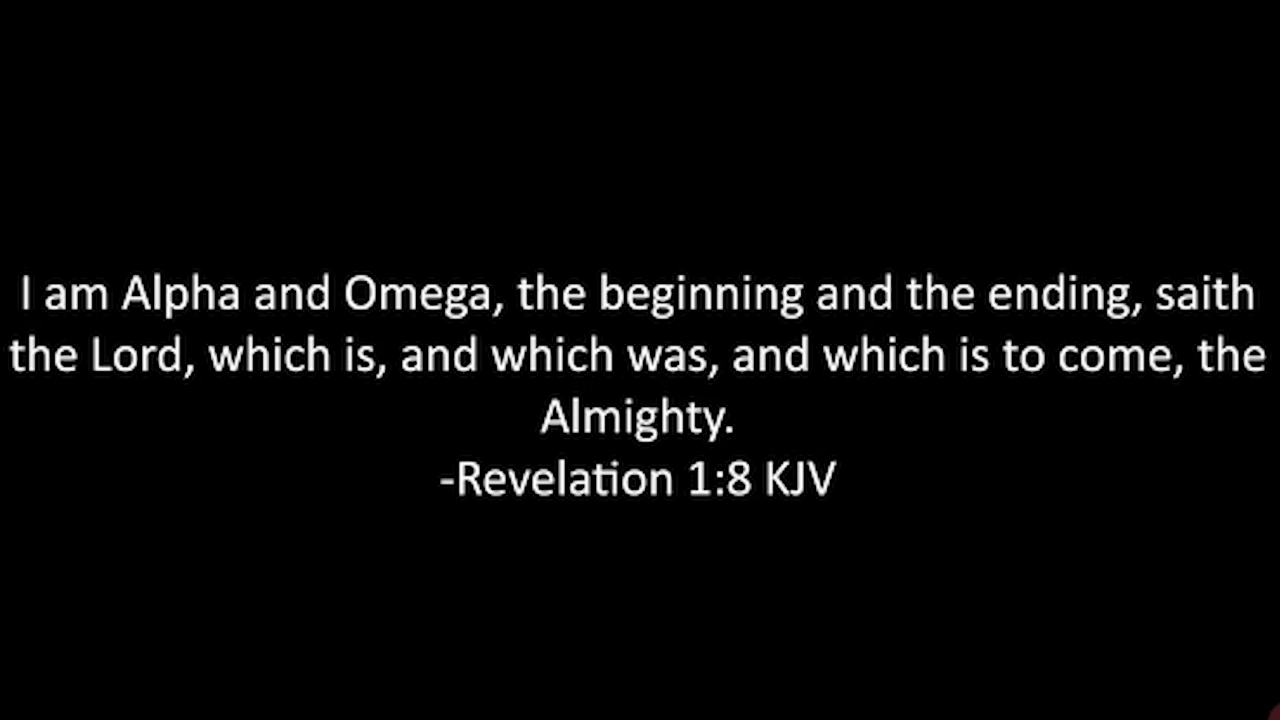 I am Alpha and Omega, the beginning and the ending, saith
the Lord, which is, and which was, and which is to come, the
Almighty.
-Revelation 1:8 KJV